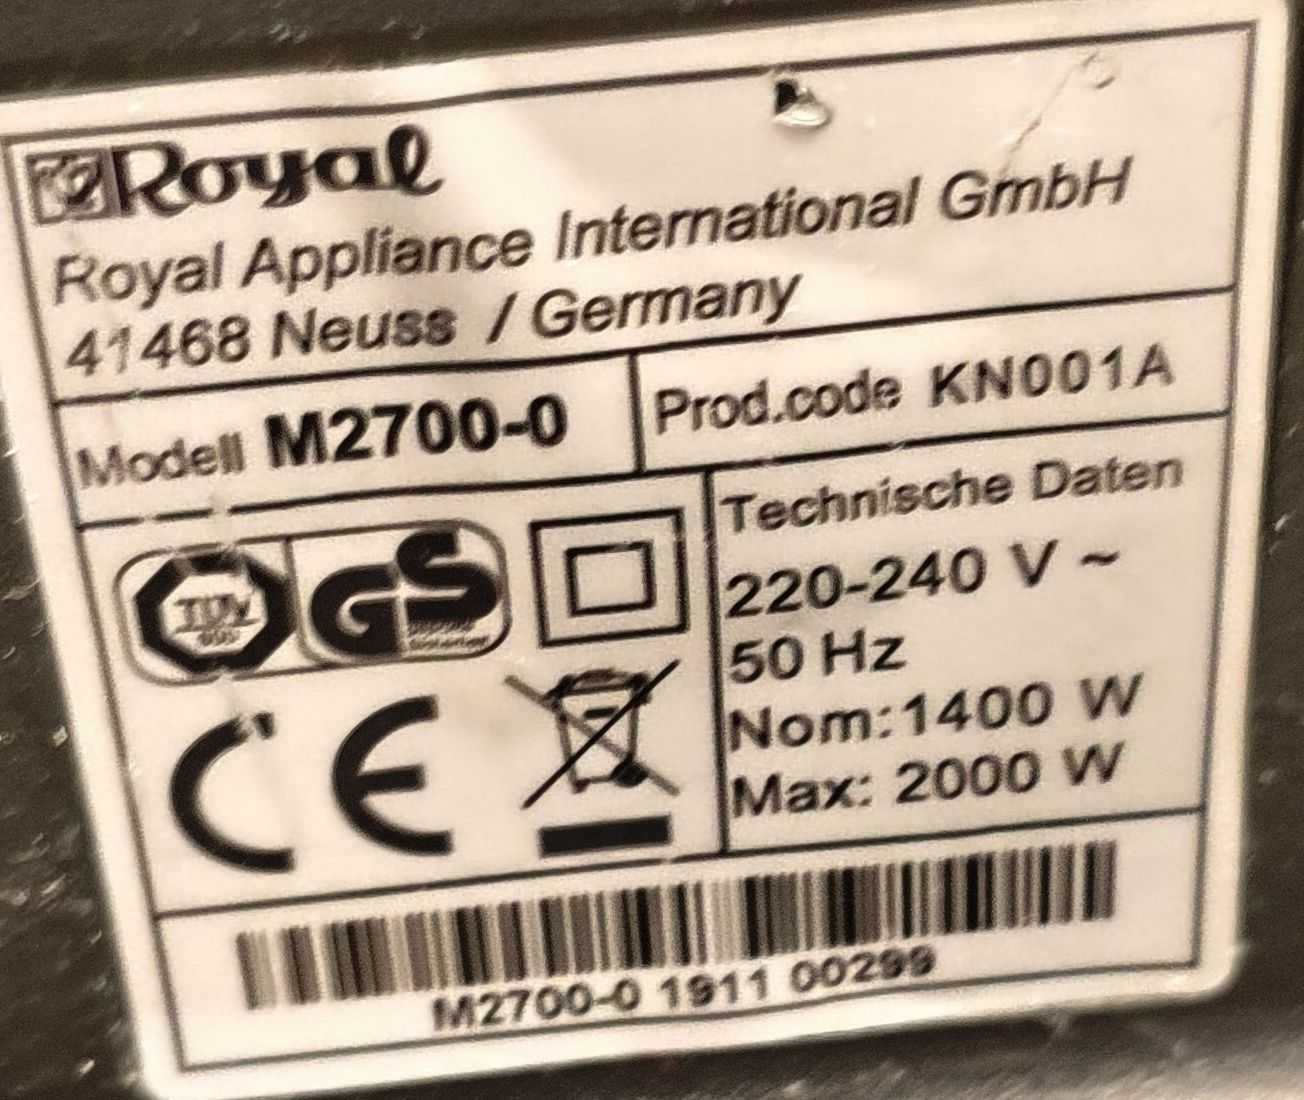 Royal
Royal Appliance International GmbH
41468 Neuss / Germany
Modell M2700-0
Prod.code KN001A
TÜV
GS
CE
Technische Daten
220-240 V ~
50 Hz
Nom:1400 W
Max: 2000 W
M2700-0 1911 00299